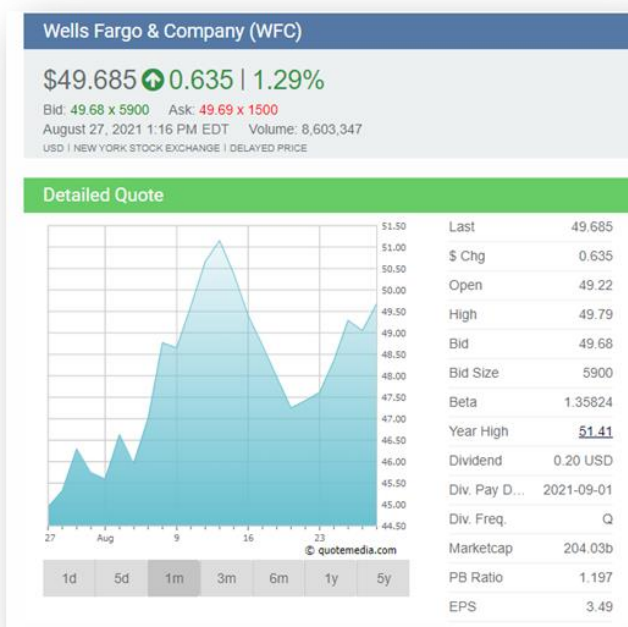 Wells Fargo & Company (WFC)
$49.685 0.635 | 1.29%
Bid: 49.68 x 5900 Ask: 49.69 x 1500
August 27, 2021 1:16 PM EDT Volume: 8,603,347
USD | NEW YORK STOCK EXCHANGE | DELAYED PRICE
Detailed Quote
51.50
51.00
50.50
50.00
49.50
49.00
48.50
48.00
47.50
47.00
46.50
46.00
45.50
45.00
44.50
27 Aug 9 16 23
© quotemedia.com
1d 5d 1m 3m 6m 1y 5y
Last 49.685
$ Chg 0.635
Open 49.22
High 49.79
Bid 49.68
Bid Size 5900
Beta 1.35824
Year High 51.41
Dividend 0.20 USD
Div. Pay D... 2021-09-01
Div. Freq. Q
Marketcap 204.03b
PB Ratio 1.197
EPS 3.49